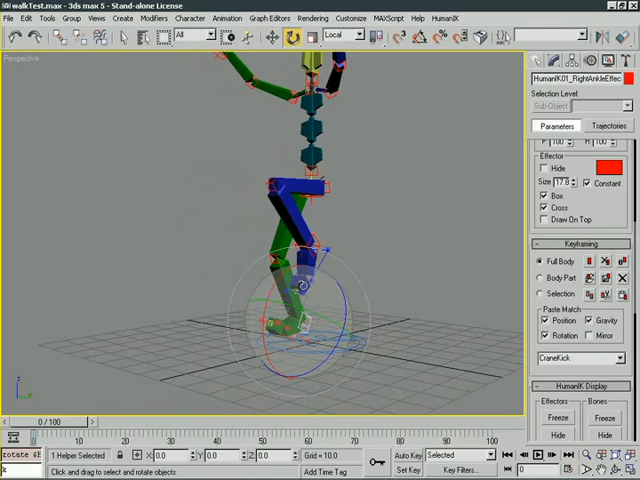 walkTest.max - 3ds max 5 - Stand-alone License
File Edit Tools Group Views Create Modifiers Character Animation Graph Editors Rendering Customize MAXScript Help HumanIK
All Local
Perspective
HumanIK01_RightAnkleEffec
Selection Level:
Sub-Object
Parameters Trajectories
P 100 R 100
Effector
Hide
Size 17.8 Constant
Box
Cross
Draw On Top
Keyframing
Full Body
Body Part
Selection
Paste Match
Position Gravity
Rotation Mirror
CraneKick
HumanIK Display
Effectors Bones
Freeze Freeze
Hide Hide
0 / 100
0 10 20 30 40 50 60 70 80 90 100
1 Helper Selected X: 0.0 Y: 0.0 Z: 0.0 Grid = 10.0 Auto Key Selected
Click and drag to select and rotate objects Add Time Tag Set Key Key Filters... 0